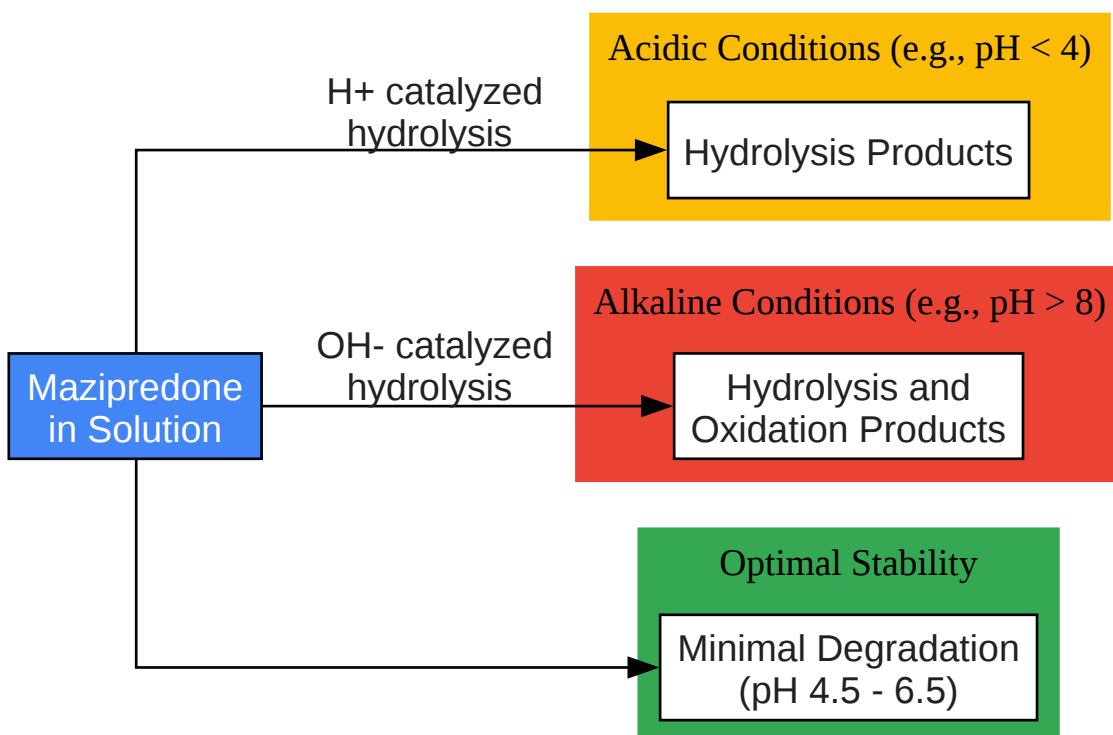 Acidic Conditions (e.g., pH < 4)
H+ catalyzed
hydrolysis
Hydrolysis Products
Alkaline Conditions (e.g., pH > 8)
OH- catalyzed
hydrolysis
Hydrolysis and
Oxidation Products
Mazipredone
in Solution
Optimal Stability
Minimal Degradation
(pH 4.5 - 6.5)